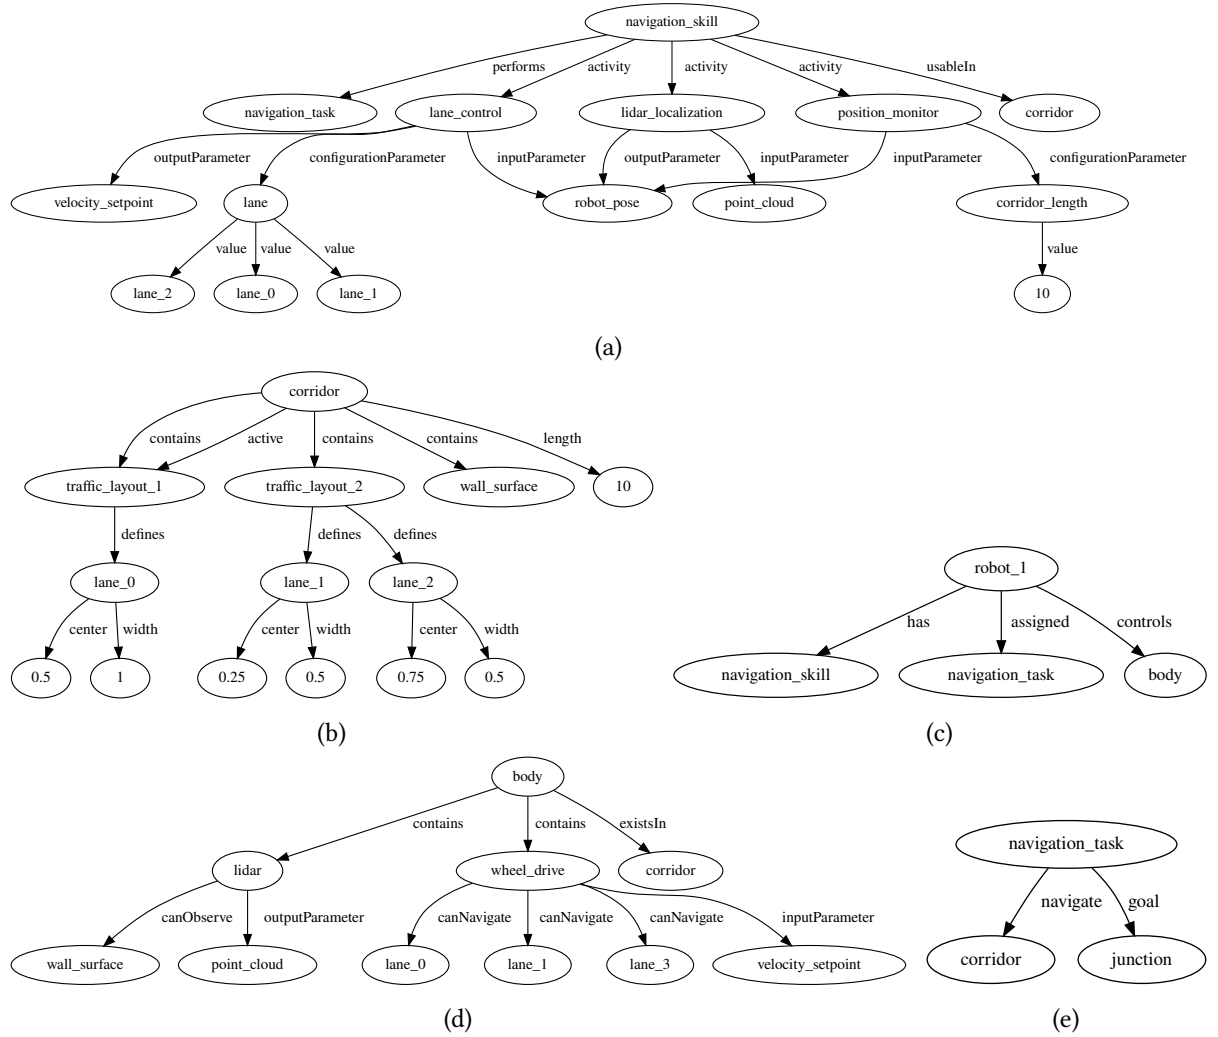 navigation_skill
performs activity activity activity usableIn
navigation_task lane_control lidar_localization position_monitor corridor
outputParameter configurationParameter inputParameter outputParameter inputParameter inputParameter configurationParameter
velocity_setpoint lane robot_pose point_cloud corridor_length
value value value value
lane_2 lane_0 lane_1 10
(a)
corridor
contains active contains contains length
traffic_layout_1 traffic_layout_2 wall_surface 10
defines defines defines
lane_0 lane_1 lane_2
center width center width center width
0.5 1 0.25 0.5 0.75 0.5
(b)
robot_1
has assigned controls
navigation_skill navigation_task body
(c)
body
contains contains existsIn
lidar wheel_drive corridor
canObserve outputParameter canNavigate canNavigate canNavigate inputParameter
wall_surface point_cloud lane_0 lane_1 lane_3 velocity_setpoint
(d)
navigation_task
navigate goal
corridor junction
(e)